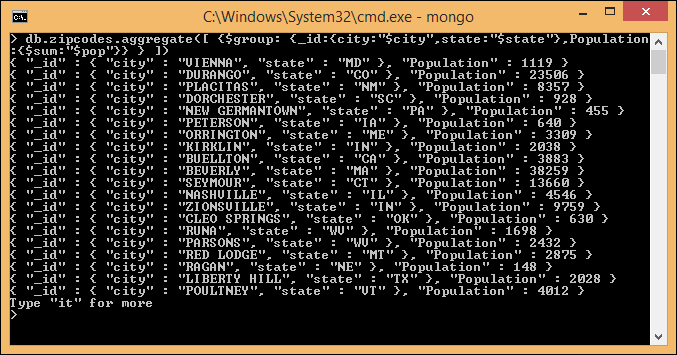 C:\Windows\System32\cmd.exe - mongo
> db.zipcodes.aggregate([ {$group: {_id:{city:"$city",state:"$state"},Population
:{$sum:"$pop"}} } ])
{ "_id" : { "city" : "VIENNA", "state" : "MD" }, "Population" : 1119 }
{ "_id" : { "city" : "DURANGO", "state" : "CO" }, "Population" : 23506 }
{ "_id" : { "city" : "PLACITAS", "state" : "NM" }, "Population" : 8357 }
{ "_id" : { "city" : "DORCHESTER", "state" : "SC" }, "Population" : 928 }
{ "_id" : { "city" : "NEW GERMANTOWN", "state" : "PA" }, "Population" : 455 }
{ "_id" : { "city" : "PETERSON", "state" : "IA" }, "Population" : 640 }
{ "_id" : { "city" : "ORRINGTON", "state" : "ME" }, "Population" : 3309 }
{ "_id" : { "city" : "KIRKLIN", "state" : "IN" }, "Population" : 2038 }
{ "_id" : { "city" : "BUELLTON", "state" : "CA" }, "Population" : 3883 }
{ "_id" : { "city" : "BEVERLY", "state" : "MA" }, "Population" : 38259 }
{ "_id" : { "city" : "SEYMOUR", "state" : "CT" }, "Population" : 13660 }
{ "_id" : { "city" : "NASHVILLE", "state" : "IL" }, "Population" : 4546 }
{ "_id" : { "city" : "ZIONSVILLE", "state" : "IN" }, "Population" : 9759 }
{ "_id" : { "city" : "CLEO SPRINGS", "state" : "OK" }, "Population" : 630 }
{ "_id" : { "city" : "RUNA", "state" : "WV" }, "Population" : 1698 }
{ "_id" : { "city" : "PARSONS", "state" : "WV" }, "Population" : 2432 }
{ "_id" : { "city" : "RED LODGE", "state" : "MT" }, "Population" : 2875 }
{ "_id" : { "city" : "RAGAN", "state" : "NE" }, "Population" : 148 }
{ "_id" : { "city" : "LIBERTY HILL", "state" : "TX" }, "Population" : 2028 }
{ "_id" : { "city" : "POULTNEY", "state" : "VT" }, "Population" : 4012 }
Type "it" for more
>